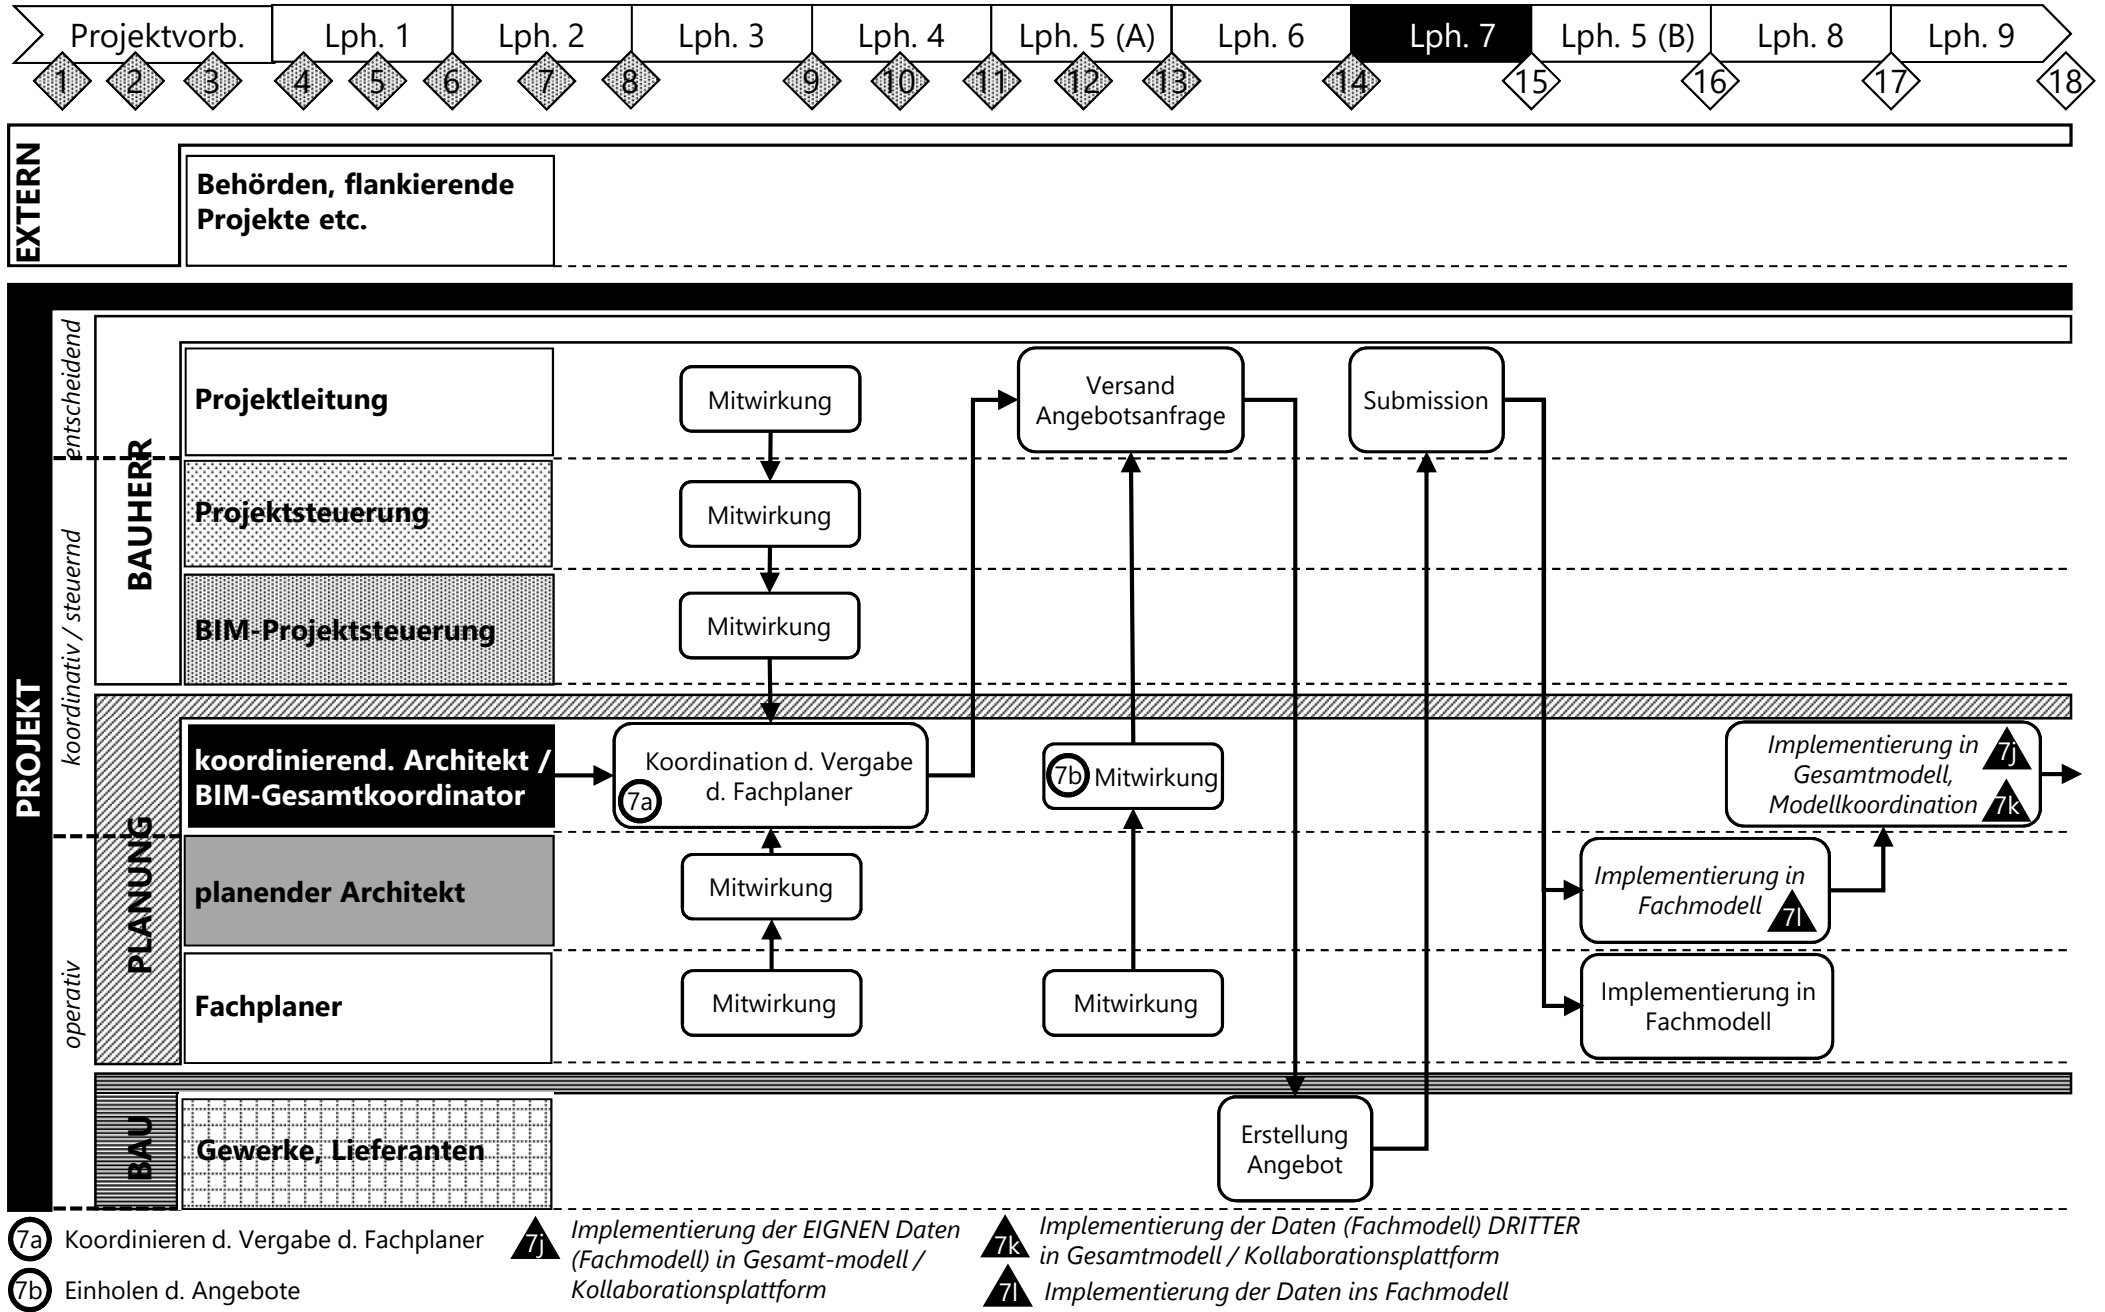 Projektvorb.
Lph. 1
Lph. 2
Lph. 3
Lph. 4
Lph. 5 (A)
Lph. 6
Lph. 7
Lph. 5 (B)
Lph. 8
Lph. 9
1
2
3
4
5
6
7
8
9
10
11
12
13
14
15
16
17
18
EXTERN
Behörden, flankierende
Projekte etc.
PROJEKT
entscheidend
koordinativ / steuernd
operativ
BAUHERR
Projektleitung
Mitwirkung
Versand
Angebotsanfrage
Submission
Projektsteuerung
Mitwirkung
BIM-Projektsteuerung
Mitwirkung
PLANUNG
koordinierend. Architekt /
BIM-Gesamtkoordinator
Koordination d. Vergabe
d. Fachplaner
7a
7b Mitwirkung
Implementierung in
Gesamtmodell,
Modellkoordination
7j
7k
planender Architekt
Mitwirkung
Implementierung in
Fachmodell
7l
Fachplaner
Mitwirkung
Mitwirkung
Implementierung in
Fachmodell
BAU
Gewerke, Lieferanten
Erstellung
Angebot
7a Koordinieren d. Vergabe d. Fachplaner
7b Einholen d. Angebote
7j Implementierung der EIGNEN Daten
(Fachmodell) in Gesamt-modell /
Kollaborationsplattform
7k Implementierung der Daten (Fachmodell) DRITTER
in Gesamtmodell / Kollaborationsplattform
7l Implementierung der Daten ins Fachmodell